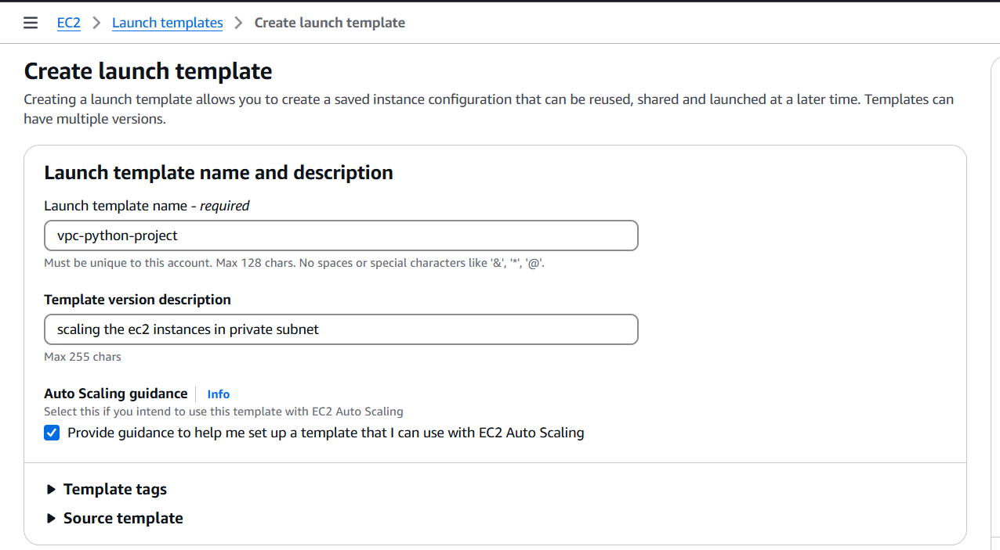 EC2 > Launch templates > Create launch template
Create launch template
Creating a launch template allows you to create a saved instance configuration that can be reused, shared and launched at a later time. Templates can
have multiple versions.
Launch template name and description
Launch template name - required
vpc-python-project
Must be unique to this account. Max 128 chars. No spaces or special characters like '&', '*', '@'.
Template version description
scaling the ec2 instances in private subnet
Max 255 chars
Auto Scaling guidance Info
Select this if you intend to use this template with EC2 Auto Scaling
Provide guidance to help me set up a template that I can use with EC2 Auto Scaling
Template tags
Source template